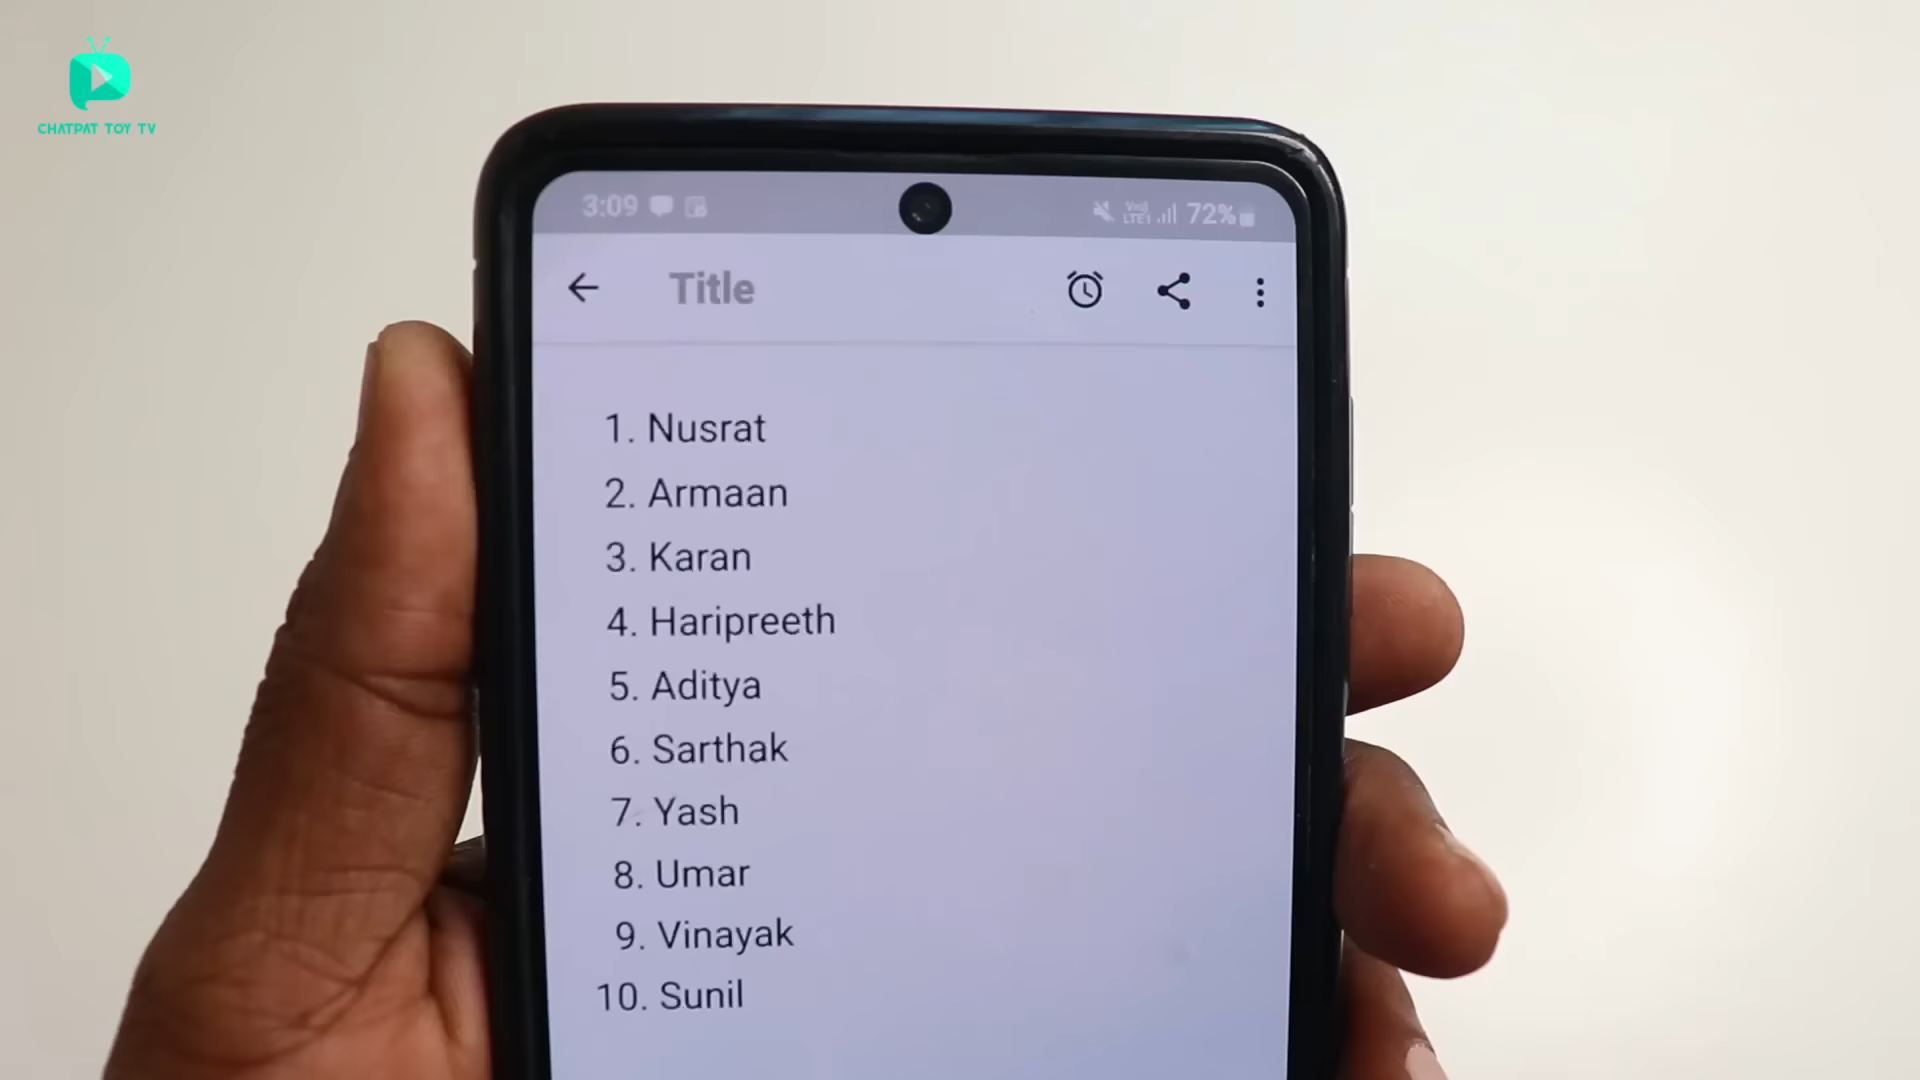 CHATPAT TOY TV
3:09
72%
Title
1. Nusrat
2. Armaan
3. Karan
4. Haripreeth
5. Aditya
6. Sarthak
7. Yash
8. Umar
9. Vinayak
10. Sunil